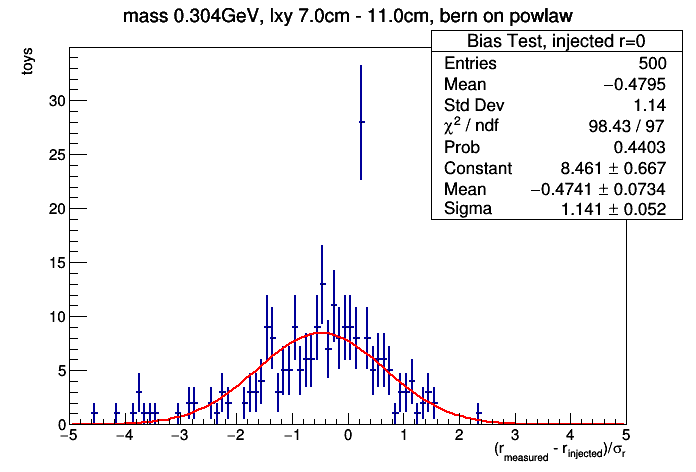 mass 0.304GeV, lxy 7.0cm - 11.0cm, bern on powlaw
Bias Test, injected r=0
Entries 500
Mean −0.4795
Std Dev 1.14
χ² / ndf 98.43 / 97
Prob 0.4403
Constant 8.461 ± 0.667
Mean −0.4741 ± 0.0734
Sigma 1.141 ± 0.052
toys
30
25
20
15
10
5
0
−5 −4 −3 −2 −1 0 1 2 3 4 5
(r_measured - r_injected)/σ_r